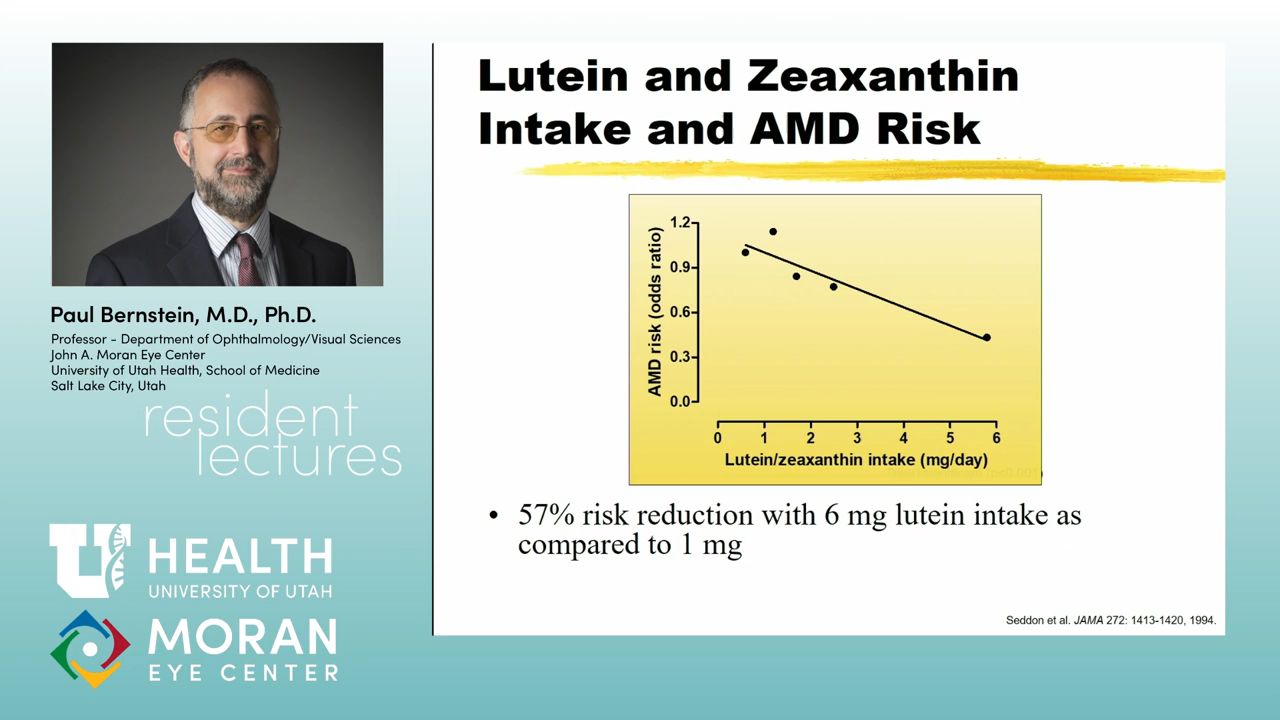 Lutein and Zeaxanthin
Intake and AMD Risk
1.2
0.9
0.6
0.3
0.0
AMD risk (odds ratio)
0 1 2 3 4 5 6
Lutein/zeaxanthin intake (mg/day)
• 57% risk reduction with 6 mg lutein intake as
compared to 1 mg
Seddon et al. JAMA 272: 1413-1420, 1994.
Paul Bernstein, M.D., Ph.D.
Professor - Department of Ophthalmology/Visual Sciences
John A. Moran Eye Center
University of Utah Health, School of Medicine
Salt Lake City, Utah
resident
lectures
U HEALTH
UNIVERSITY OF UTAH
MORAN
EYE CENTER